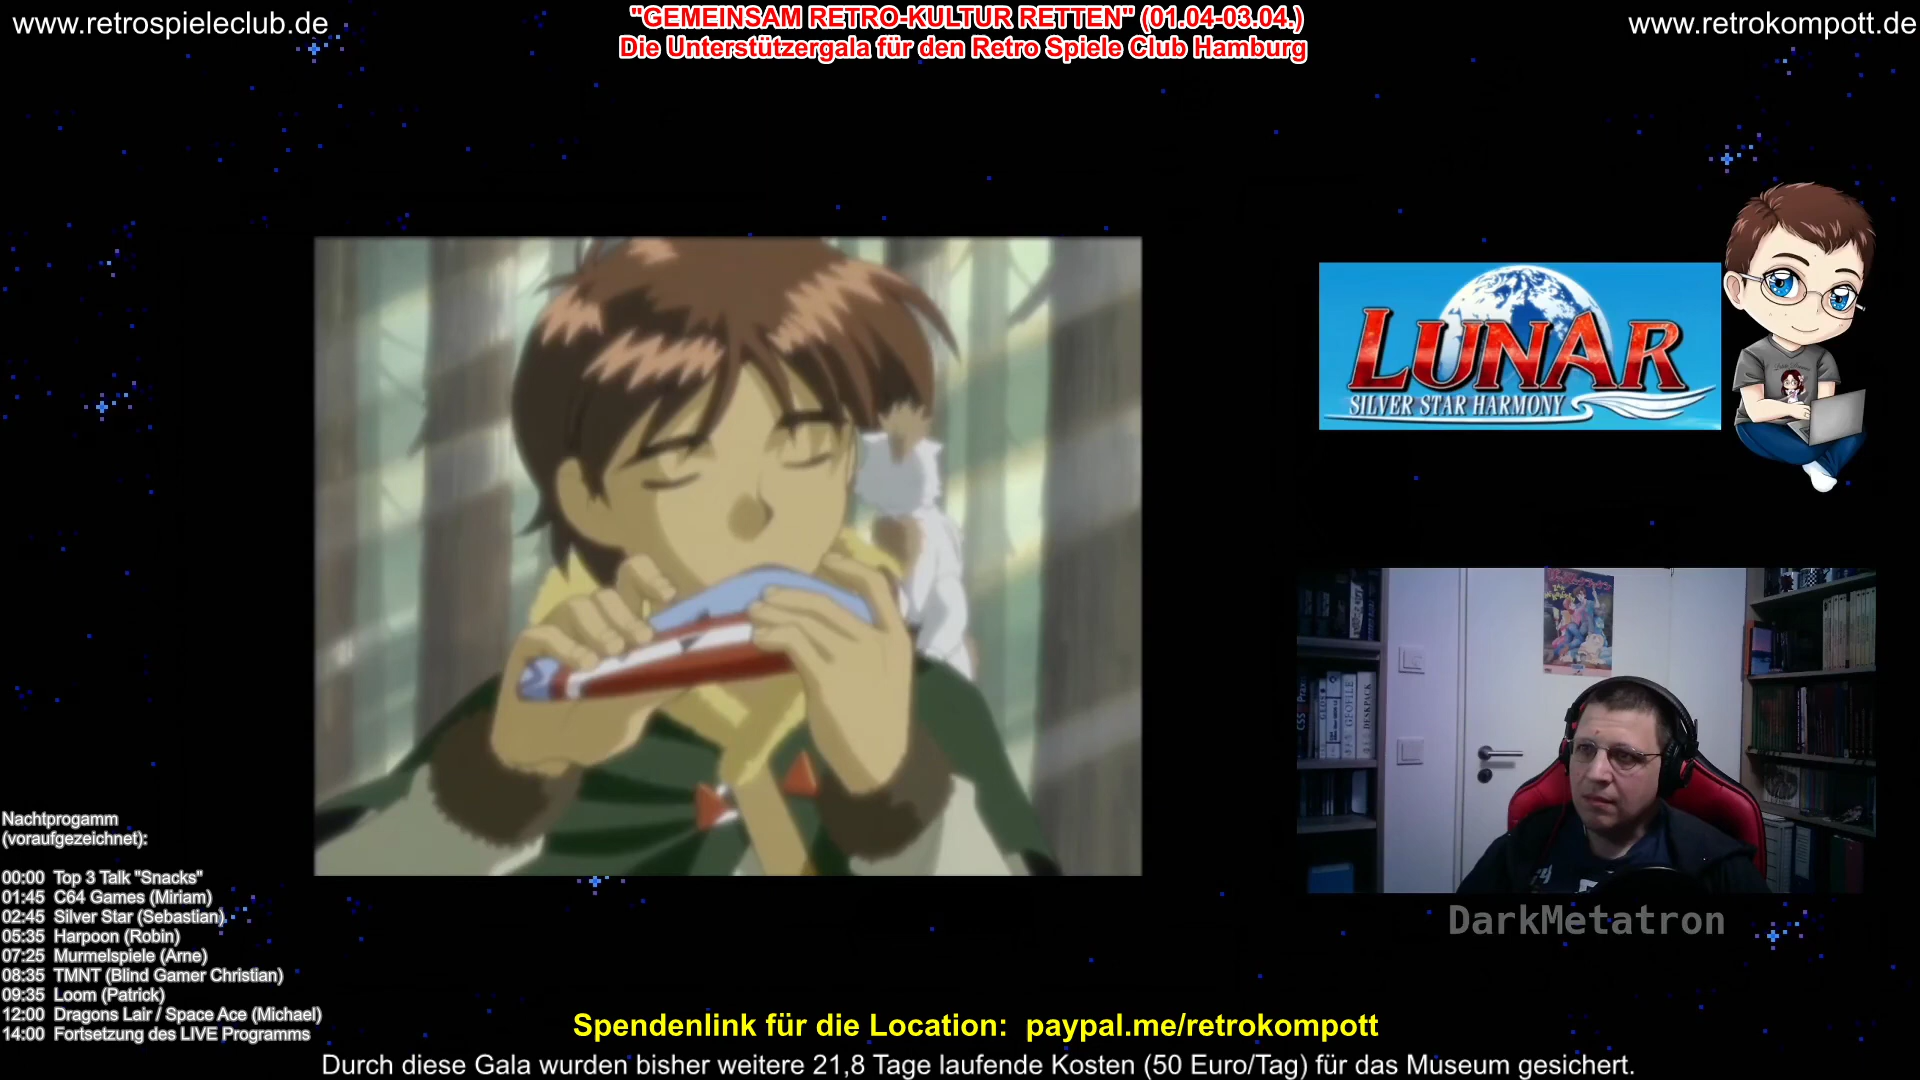 www.retrospieleclub.de
"GEMEINSAM RETRO-KULTUR RETTEN" (01.04-03.04.)
Die Unterstützergala für den Retro Spiele Club Hamburg
www.retrokompott.de
LUNAR
SILVER STAR HARMONY
GEOFILE
DESKPACK
DarkMetatron
Nachtprogamm
(voraufgezeichnet):
00:00 Top 3 Talk "Snacks"
01:45 C64 Games (Miriam)
02:45 Silver Star (Sebastian)
05:35 Harpoon (Robin)
07:25 Murmelspiele (Arne)
08:35 TMNT (Blind Gamer Christian)
09:35 Loom (Patrick)
12:00 Dragons Lair / Space Ace (Michael)
14:00 Fortsetzung des LIVE Programms
Spendenlink für die Location: paypal.me/retrokompott
Durch diese Gala wurden bisher weitere 21,8 Tage laufende Kosten (50 Euro/Tag) für das Museum gesichert.